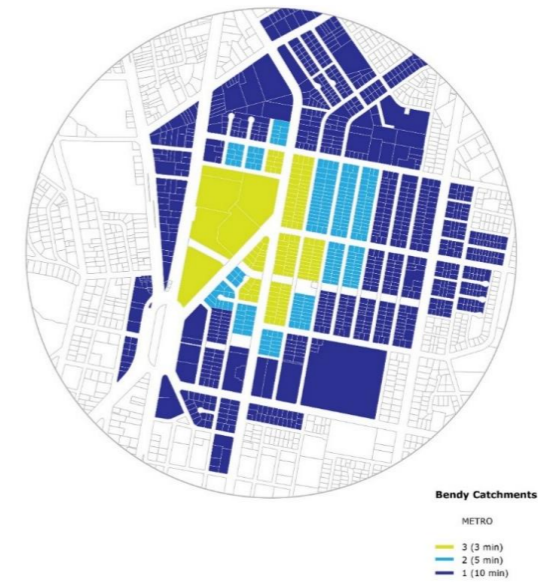 Bendy Catchments
METRO
3 (3 min)
2 (5 min)
1 (10 min)